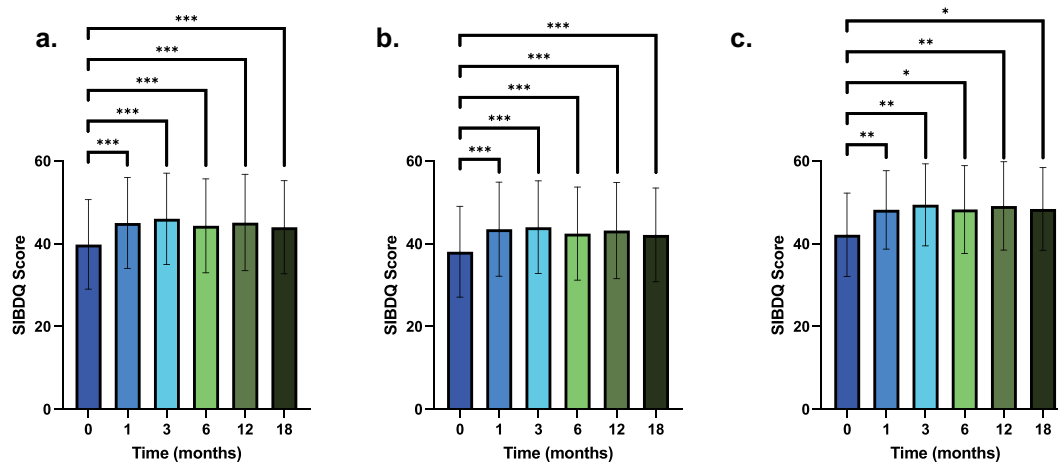 a.
***
***
***
***
***
SIBDQ Score
60
40
20
0
0 1 3 6 12 18
Time (months)
b.
***
***
***
***
***
SIBDQ Score
60
40
20
0
0 1 3 6 12 18
Time (months)
c.
*
**
*
**
**
SIBDQ Score
60
40
20
0
0 1 3 6 12 18
Time (months)